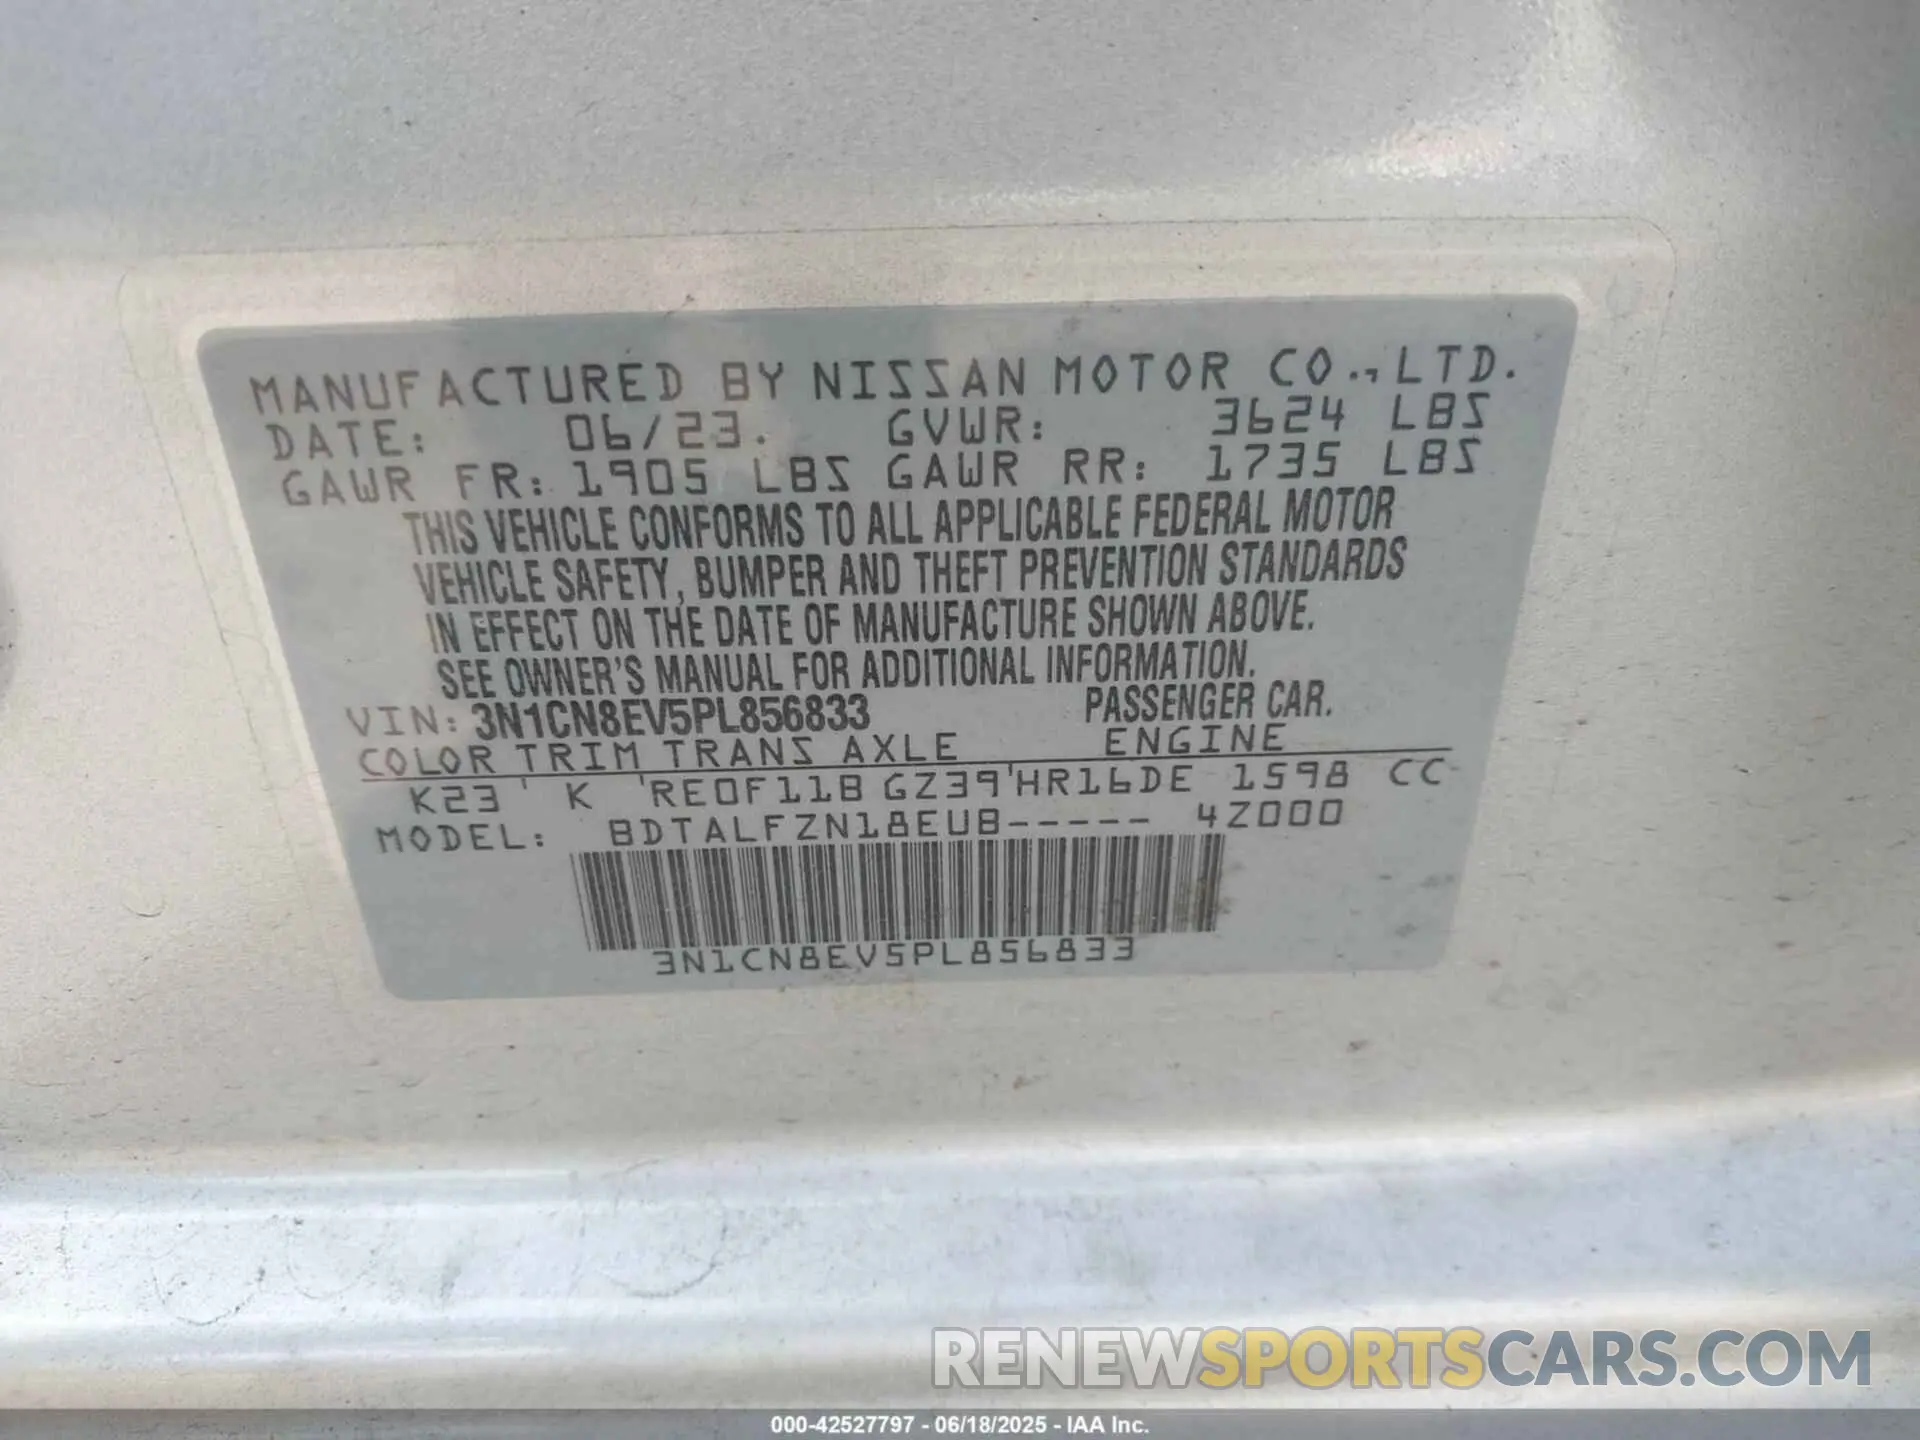 MANUFACTURED BY NISSAN MOTOR CO.,LTD.
DATE: 06/23. GVWR: 3624 LBS
GAWR FR: 1905 LBS GAWR RR: 1735 LBS
THIS VEHICLE CONFORMS TO ALL APPLICABLE FEDERAL MOTOR
VEHICLE SAFETY, BUMPER AND THEFT PREVENTION STANDARDS
IN EFFECT ON THE DATE OF MANUFACTURE SHOWN ABOVE.
SEE OWNER'S MANUAL FOR ADDITIONAL INFORMATION.
VIN: 3N1CN8EV5PL856833 PASSENGER CAR.
COLOR TRIM TRANS AXLE ENGINE
K23 K RE0F11B GZ39 HR16DE 1598 CC
MODEL: BDTALFZN18EUB----- 4Z000
3N1CN8EV5PL856833
RENEWSPORTSCARS.COM
000-42527797 - 06/18/2025 - IAA Inc.